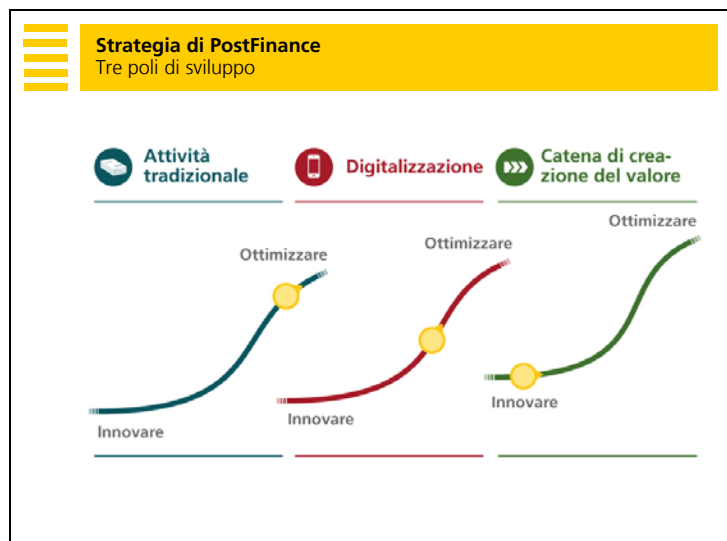 Strategia di PostFinance
Tre poli di sviluppo
Attività
tradizionale
Digitalizzazione
Catena di crea-
zione del valore
Ottimizzare
Innovare
Ottimizzare
Innovare
Ottimizzare
Innovare